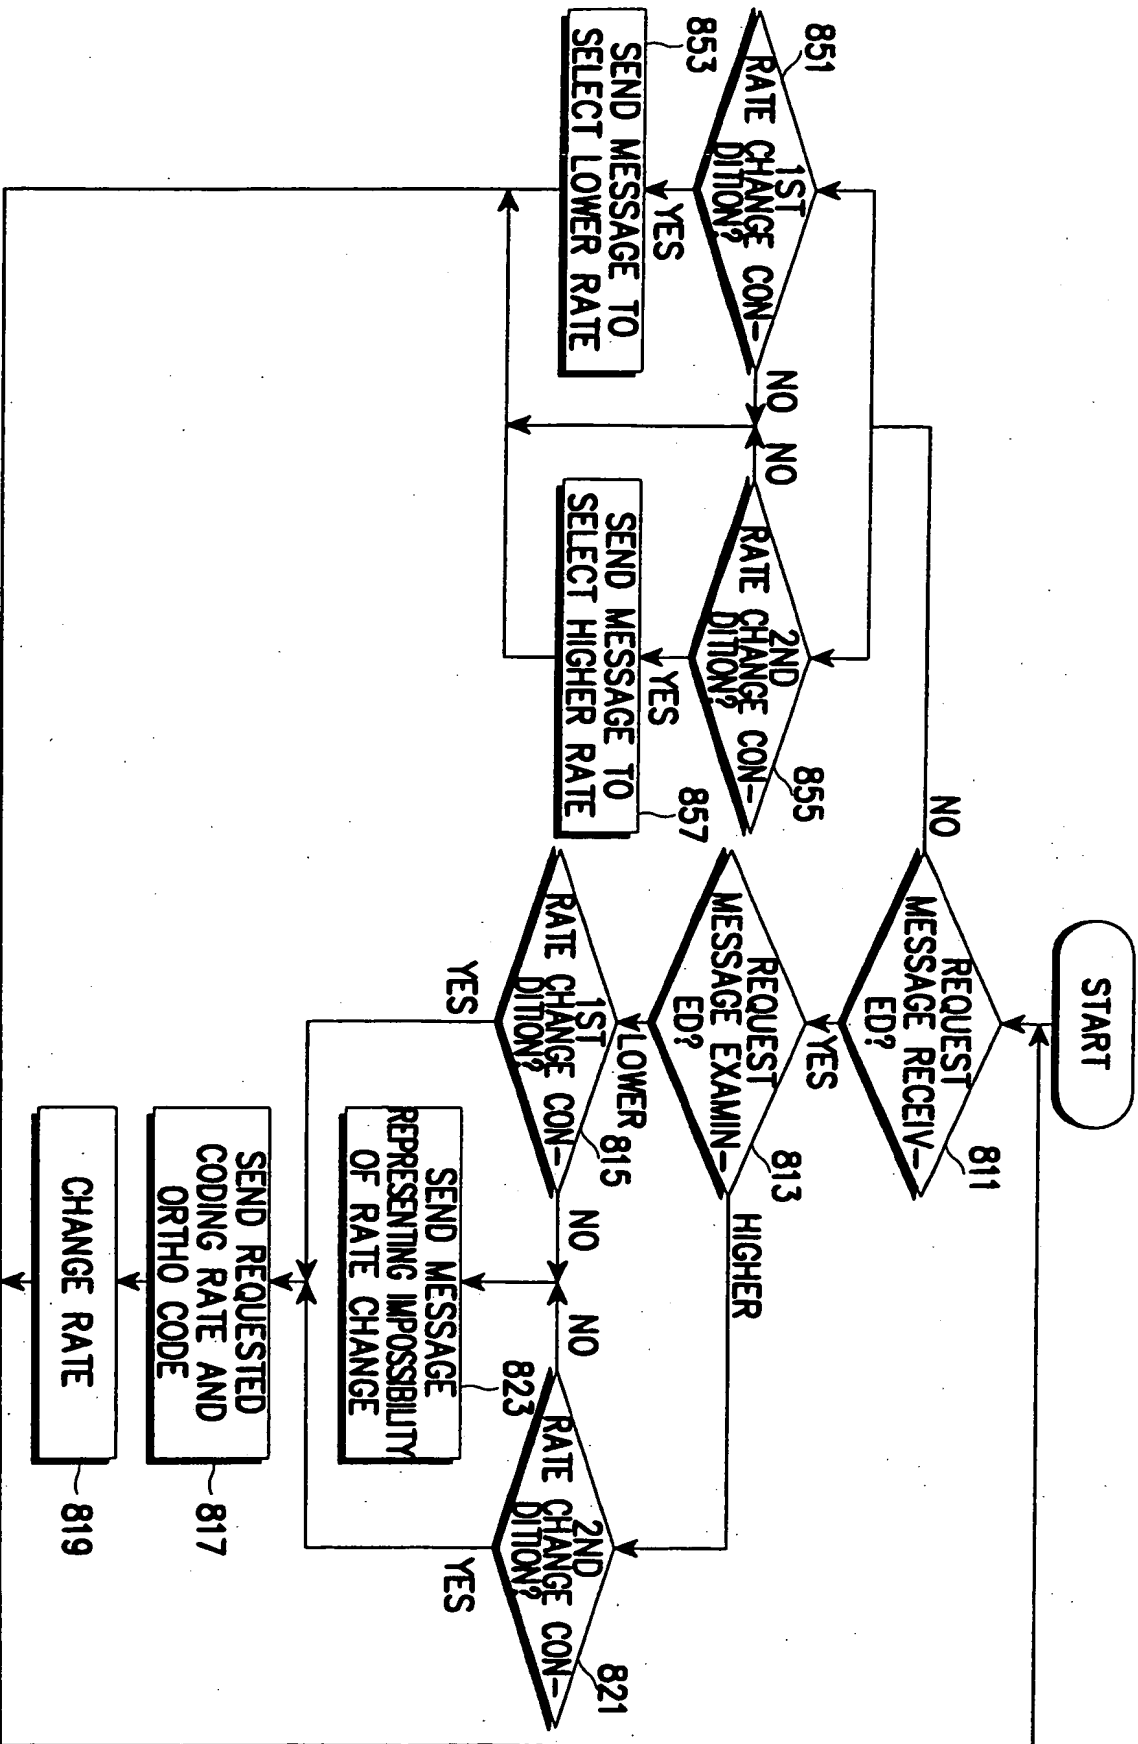 START
REQUEST
MESSAGE RECEIV-
ED?
811
NO
YES
REQUEST
MESSAGE EXAMIN-
ED?
813
HIGHER
LOWER
1ST
RATE CHANGE CON-
DITION?
815
NO
YES
2ND
RATE CHANGE CON-
DITION?
821
NO
YES
SEND MESSAGE
REPRESENTING IMPOSSIBILITY
OF RATE CHANGE
823
SEND REQUESTED
CODING RATE AND
ORTHO CODE
817
CHANGE RATE
819
851
1ST
RATE CHANGE CON-
DITION?
NO
YES
853
SEND MESSAGE TO
SELECT LOWER RATE
2ND
RATE CHANGE CON-
DITION?
855
NO
YES
857
SEND MESSAGE TO
SELECT HIGHER RATE